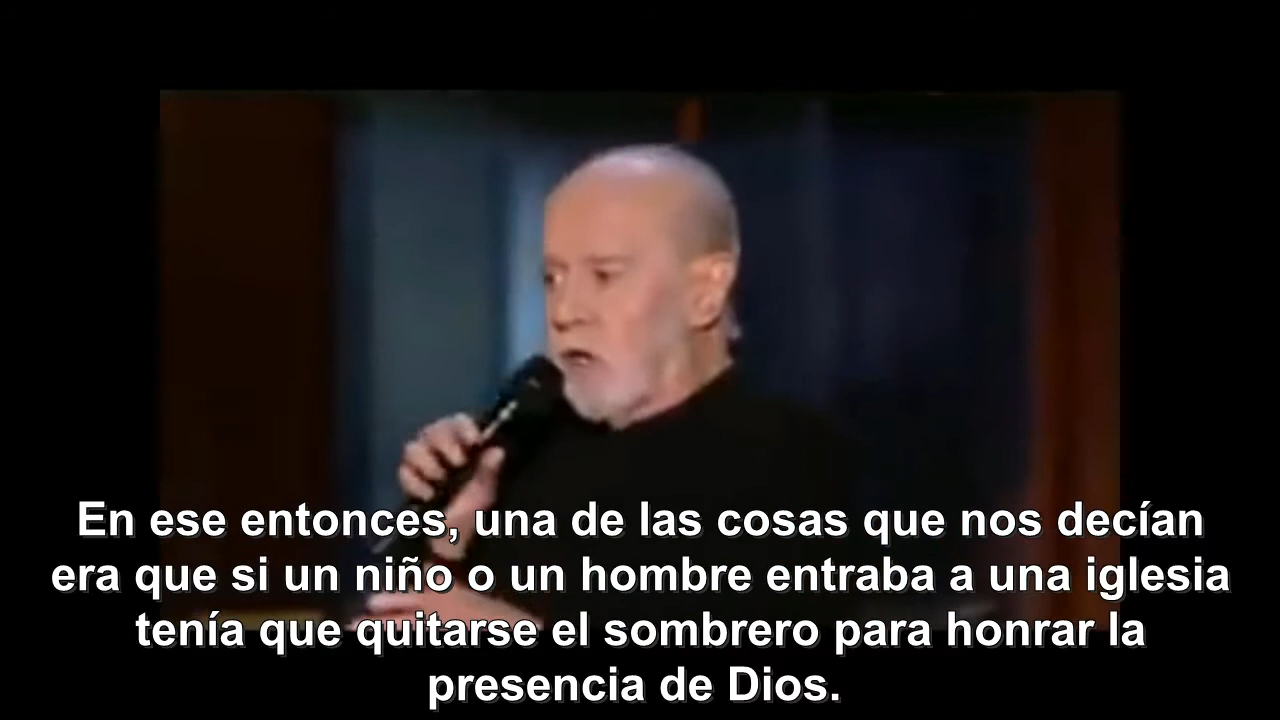 En ese entonces, una de las cosas que nos decían
era que si un niño o un hombre entraba a una iglesia
tenía que quitarse el sombrero para honrar la
presencia de Dios.